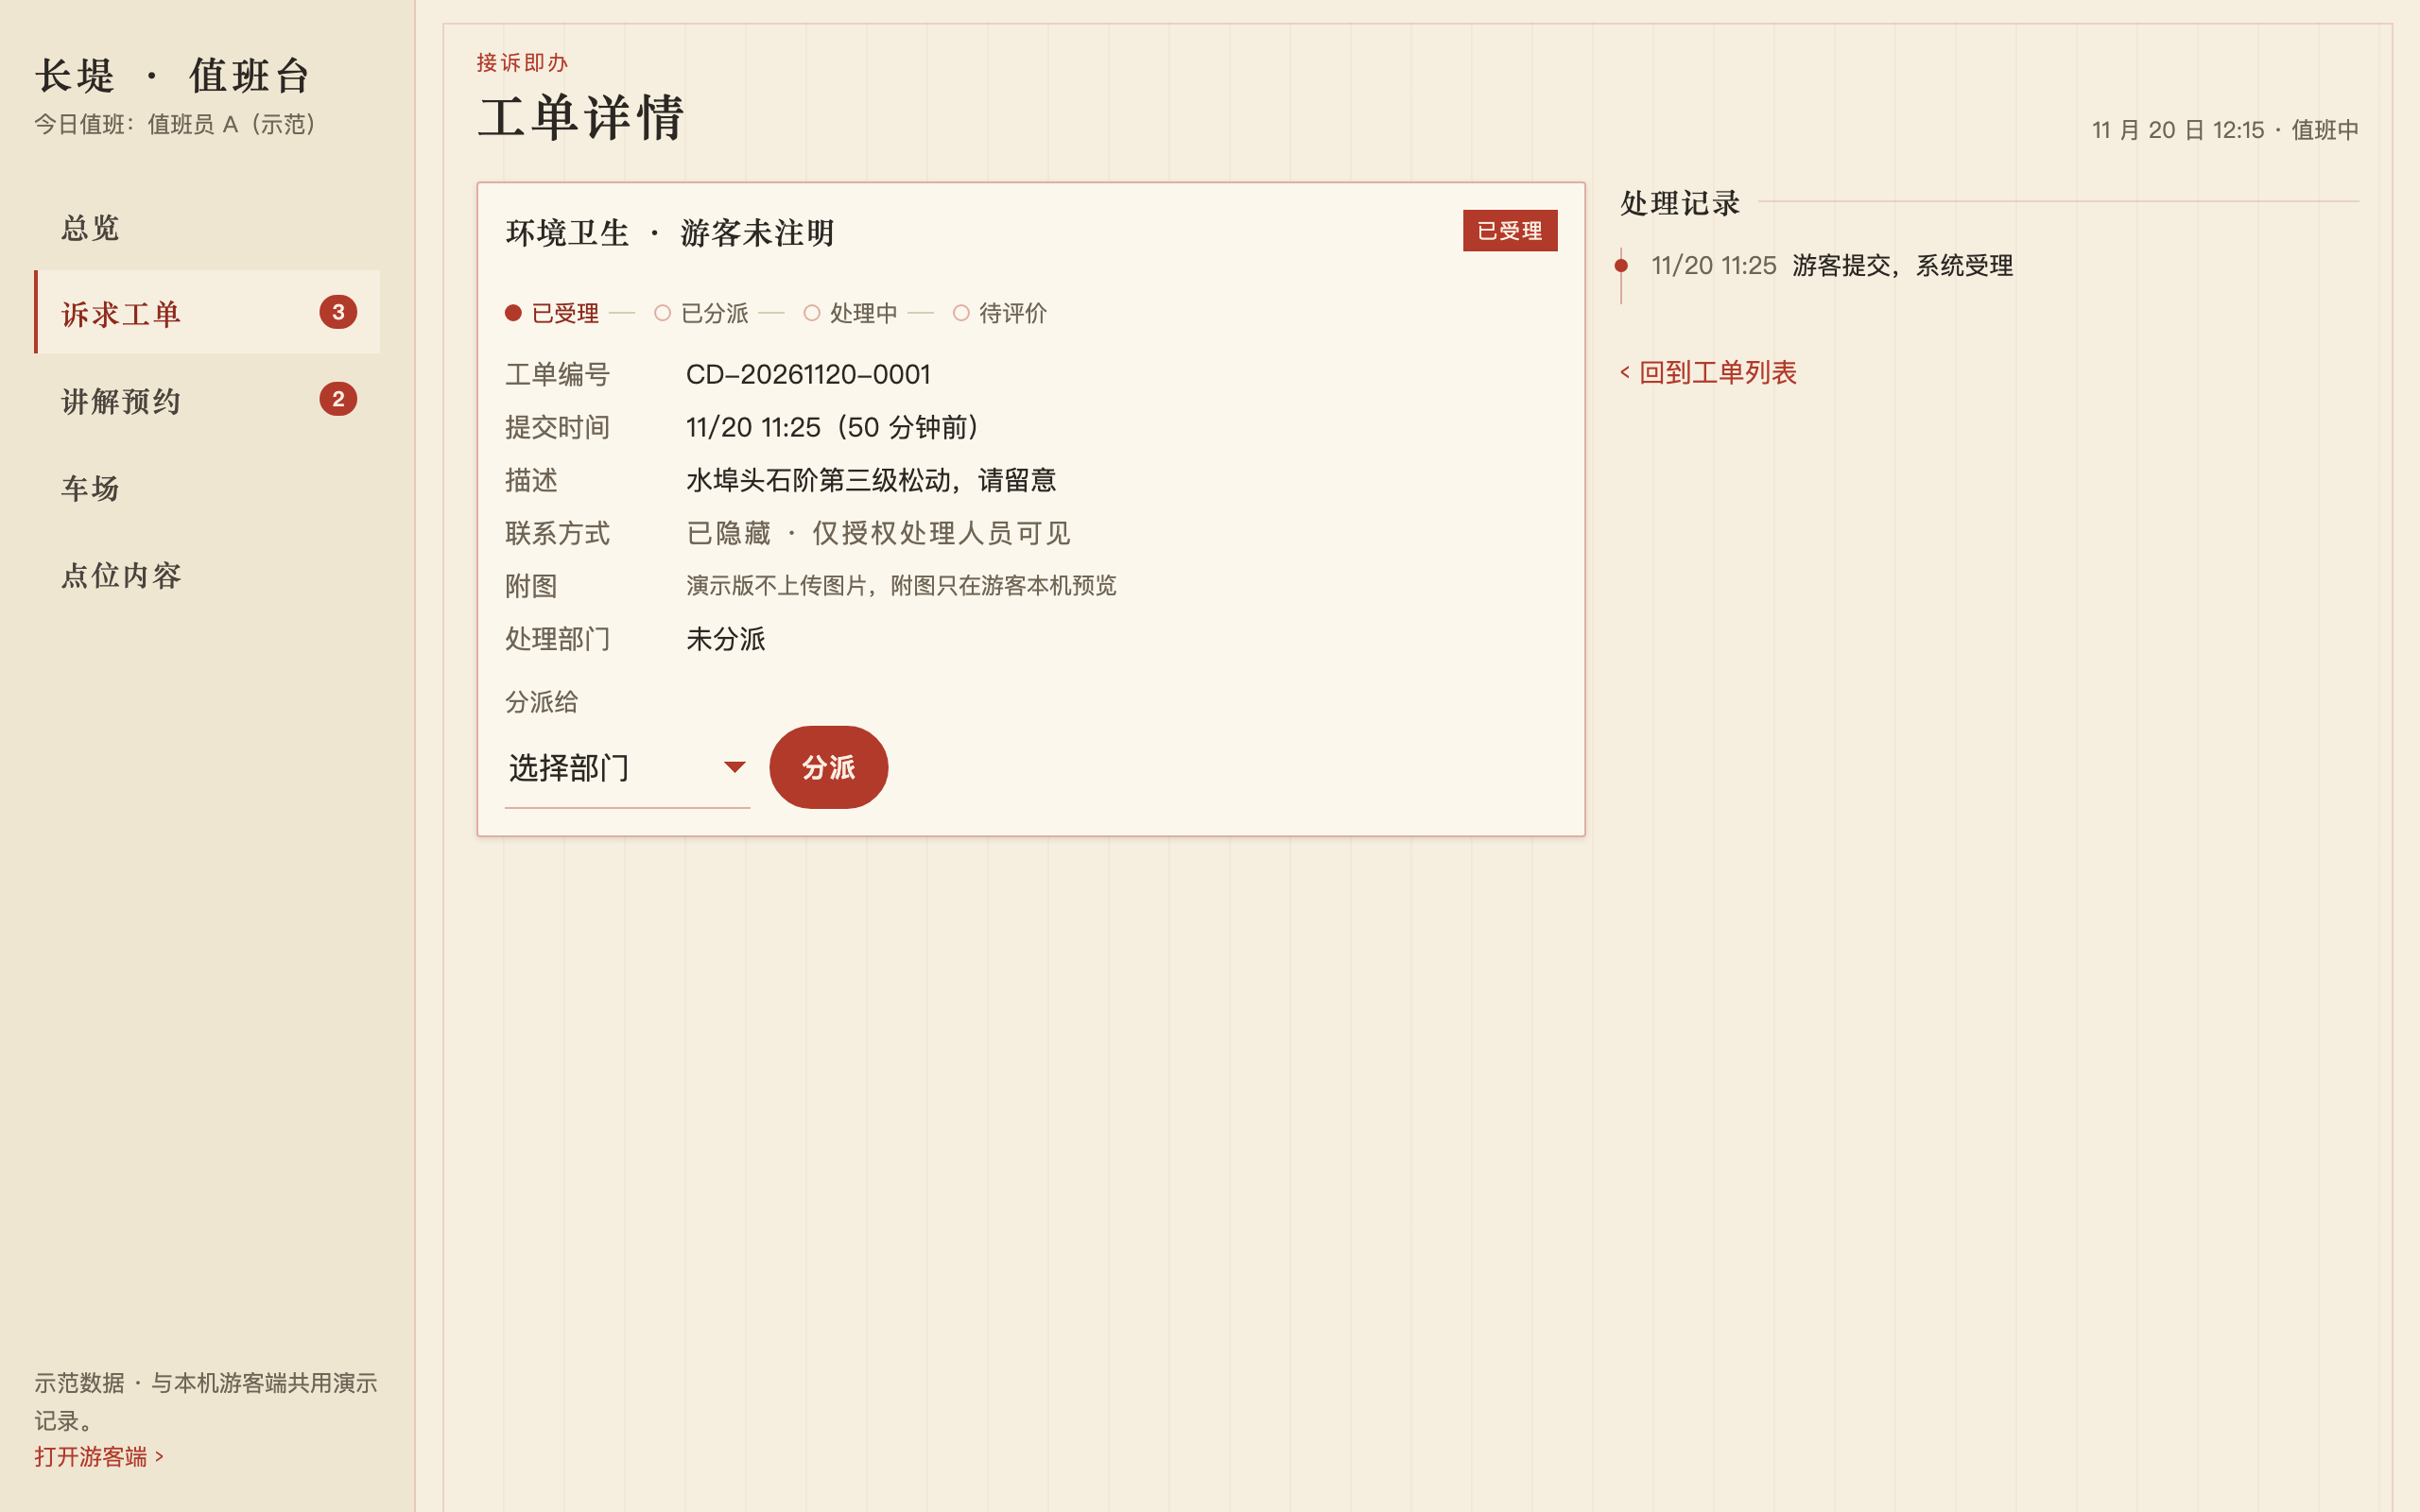 长堤 · 值班台
今日值班：值班员 A（示范）
总览
诉求工单 3
讲解预约 2
车场
点位内容
示范数据 · 与本机游客端共用演示
记录。
打开游客端 ›
接诉即办
工单详情
11 月 20 日 12:15 · 值班中
环境卫生 · 游客未注明
已受理
已受理 已分派 处理中 待评价
工单编号 CD-20261120-0001
提交时间 11/20 11:25（50 分钟前）
描述 水埠头石阶第三级松动，请留意
联系方式 已隐藏 · 仅授权处理人员可见
附图 演示版不上传图片，附图只在游客本机预览
处理部门 未分派
分派给
选择部门 分派
处理记录
11/20 11:25 游客提交，系统受理
‹ 回到工单列表